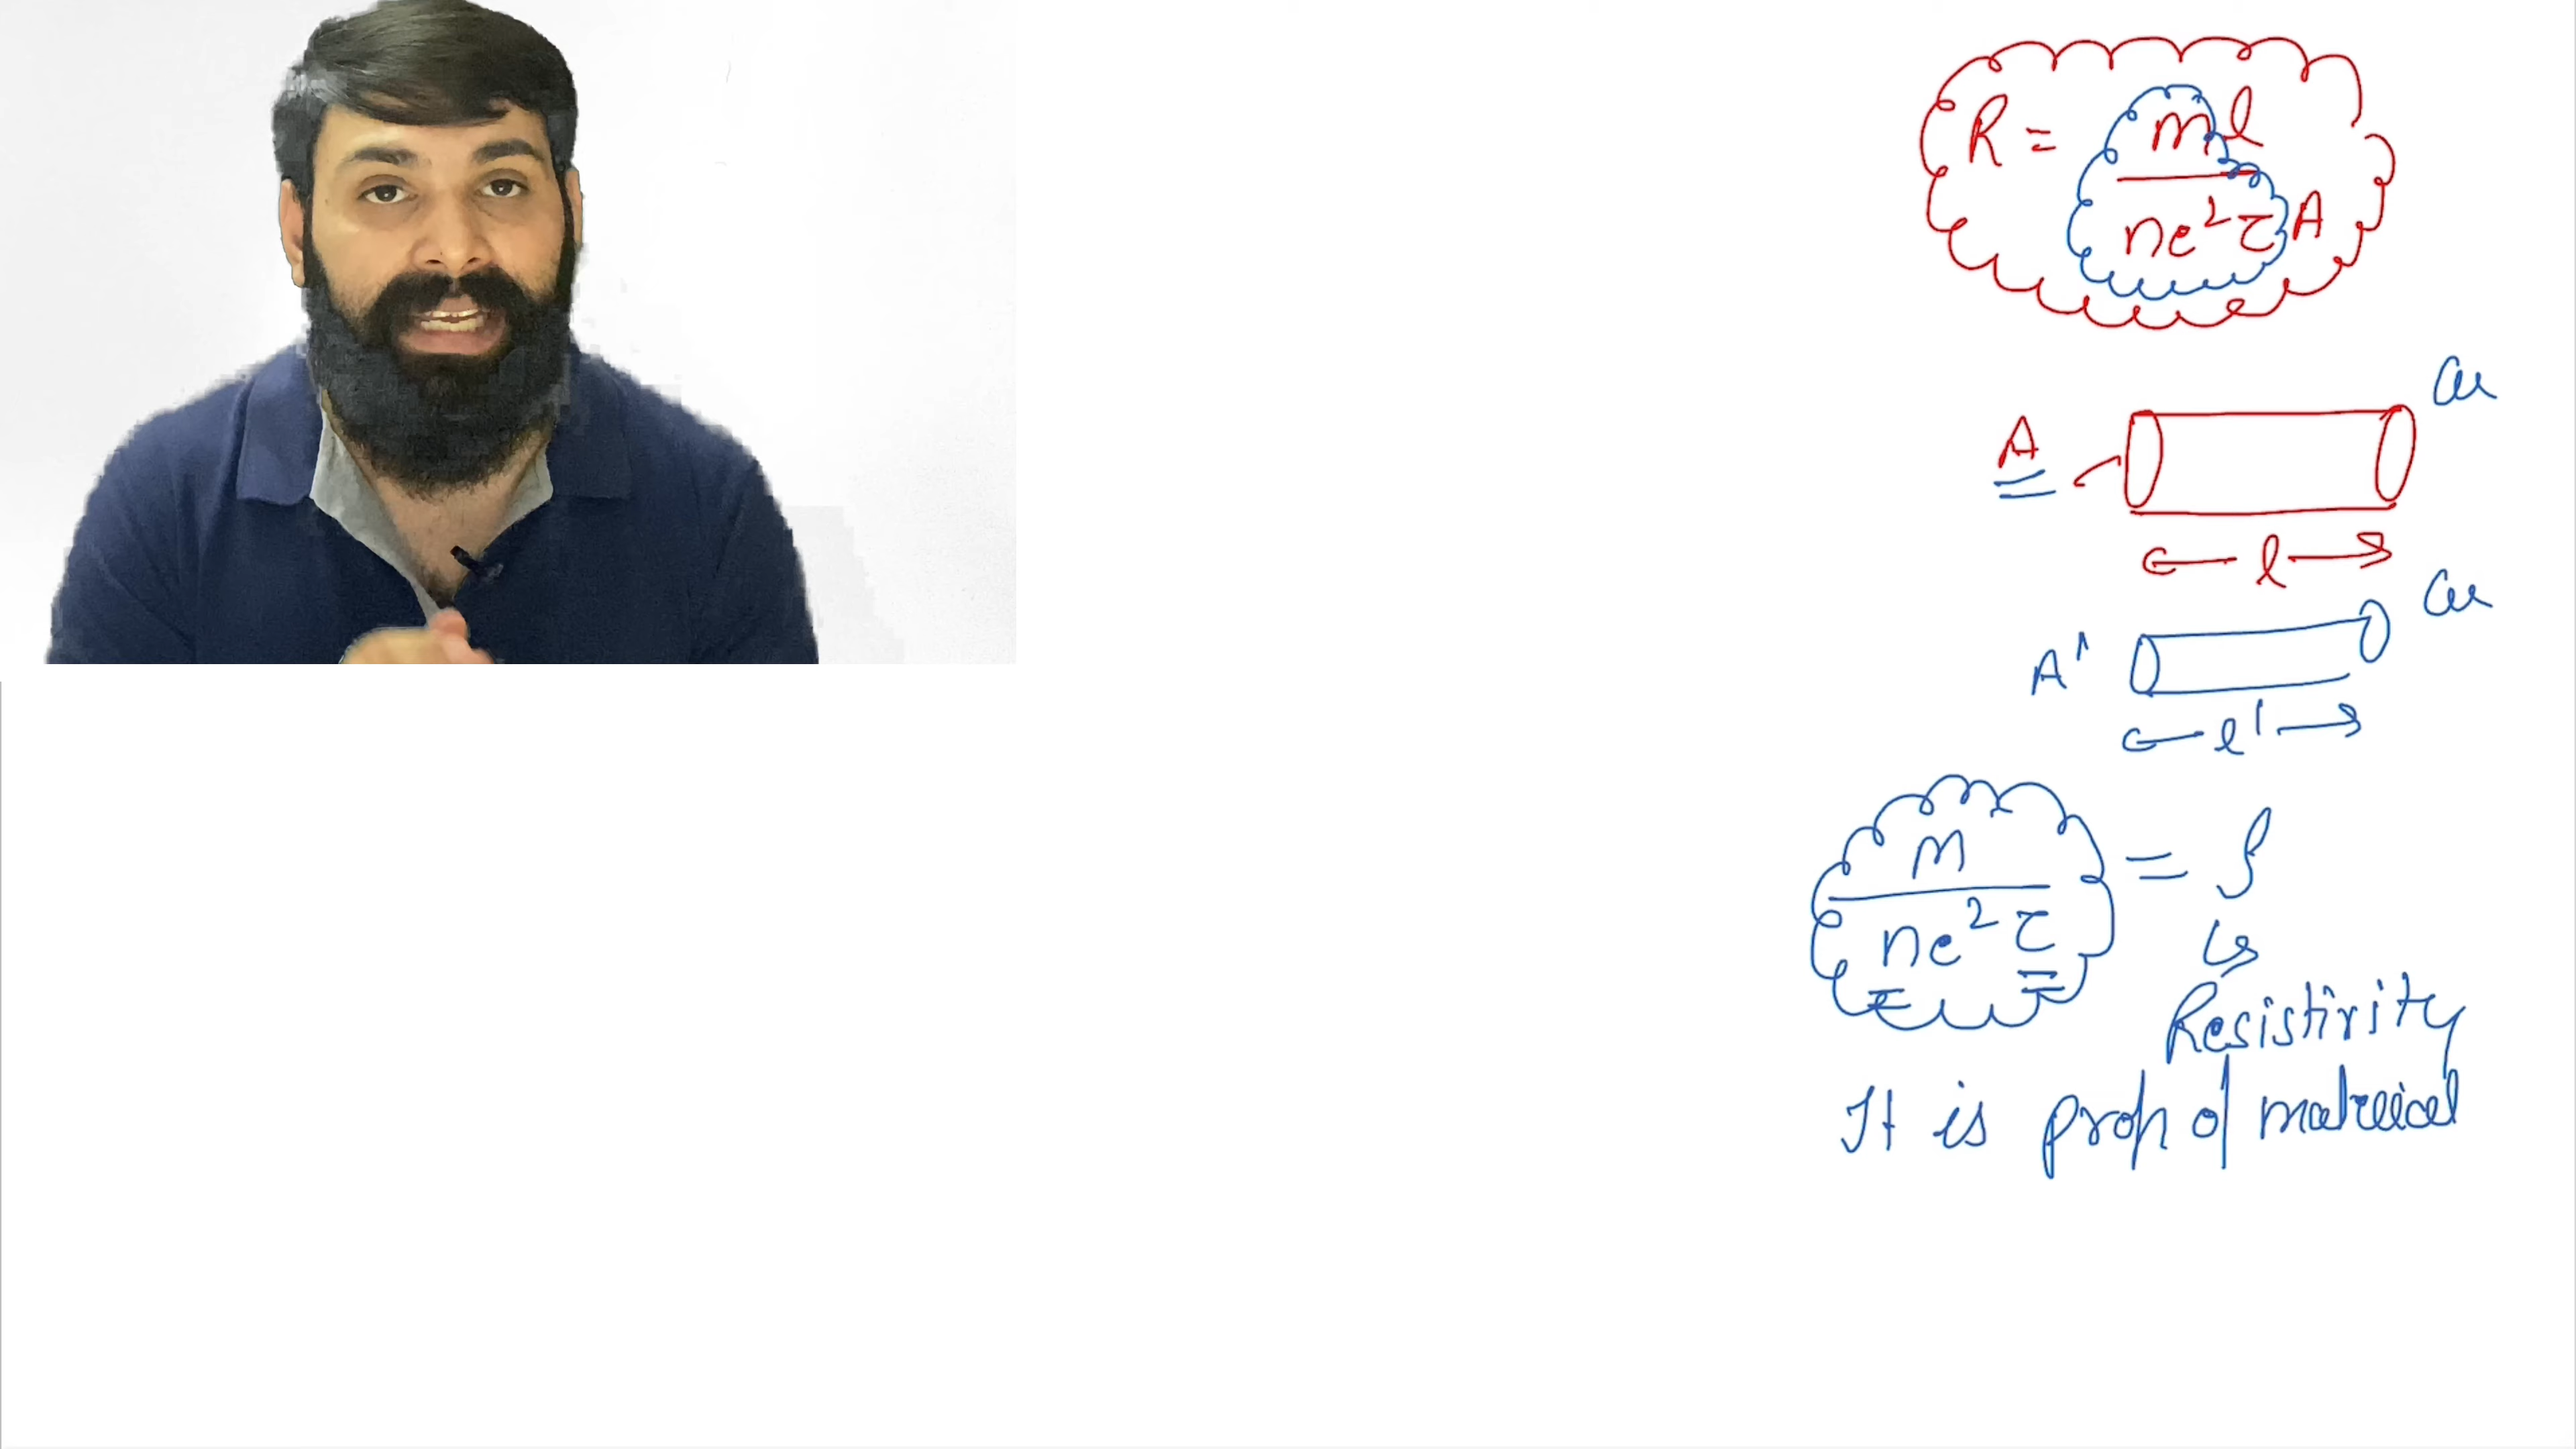 R = ml
ne²τA
Cu
A
l
Cu
A'
l'
m
ne²τ
= ρ
Resistivity
It is prop of material